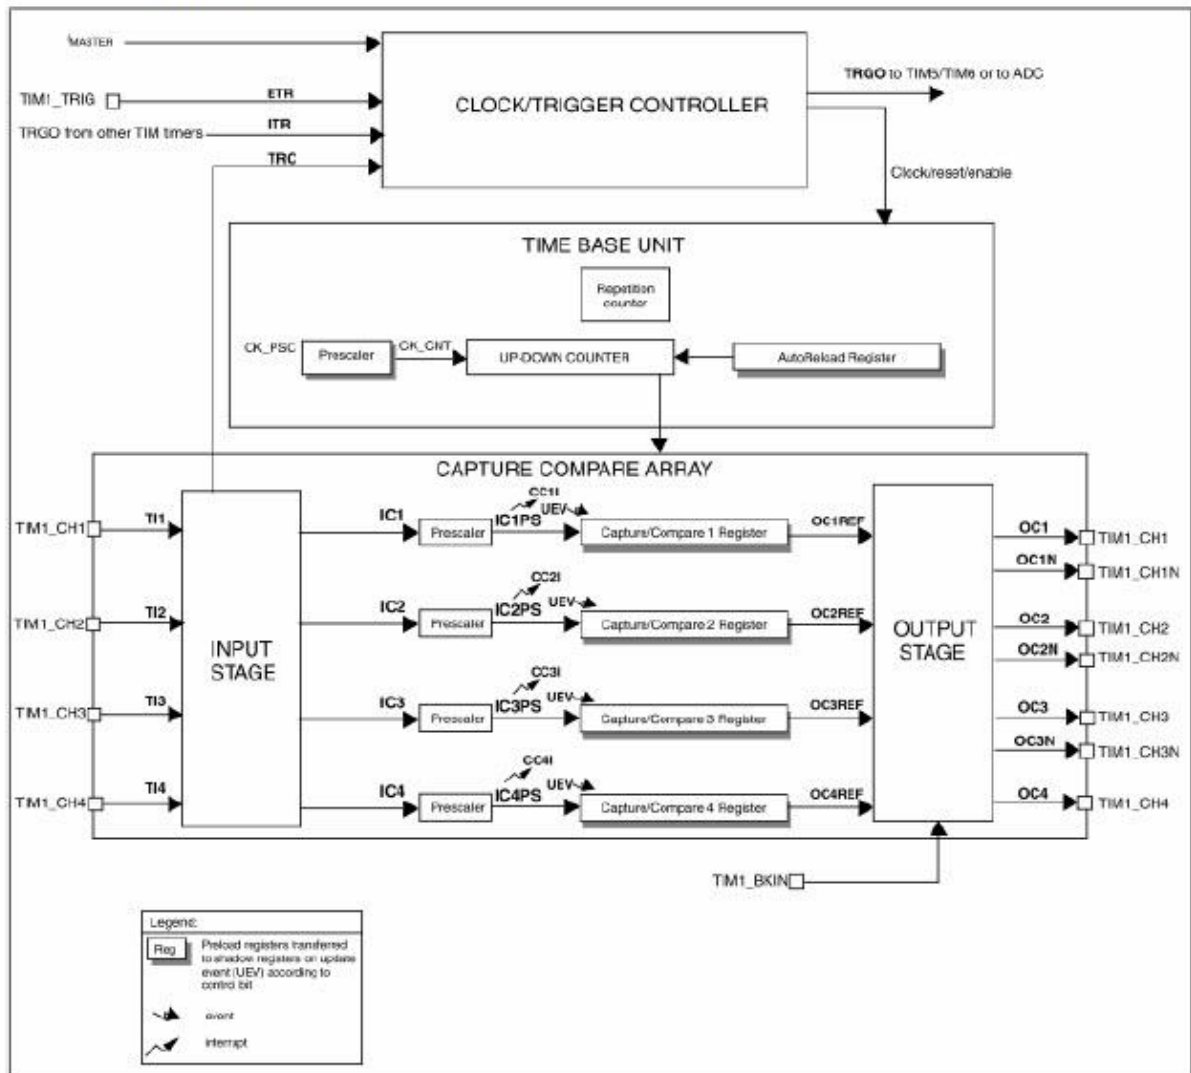 fMASTER
TIM1_TRIG
ETR
TRGO from other TIM timers
ITR
TRC
CLOCK/TRIGGER CONTROLLER
TRGO to TIM5/TIM6 or to ADC
Clock/reset/enable
TIME BASE UNIT
Repetition
counter
CK_PSC
Prescaler
CK_CNT
UP-DOWN COUNTER
AutoReload Register
CAPTURE COMPARE ARRAY
TIM1_CH1
TI1
IC1
Prescaler
IC1PS
CC1I
UEV
Capture/Compare 1 Register
OC1REF
OC1
TIM1_CH1
OC1N
TIM1_CH1N
TIM1_CH2
TI2
IC2
Prescaler
IC2PS
CC2I
UEV
Capture/Compare 2 Register
OC2REF
OC2
TIM1_CH2
OC2N
TIM1_CH2N
INPUT
STAGE
OUTPUT
STAGE
TIM1_CH3
TI3
IC3
Prescaler
IC3PS
CC3I
UEV
Capture/Compare 3 Register
OC3REF
OC3
TIM1_CH3
OC3N
TIM1_CH3N
TIM1_CH4
TI4
IC4
Prescaler
IC4PS
CC4I
UEV
Capture/Compare 4 Register
OC4REF
OC4
TIM1_CH4
TIM1_BKIN
Legend:
Reg
Preload registers transferred
to shadow registers on update
event (UEV) according to
control bit
event
interrupt